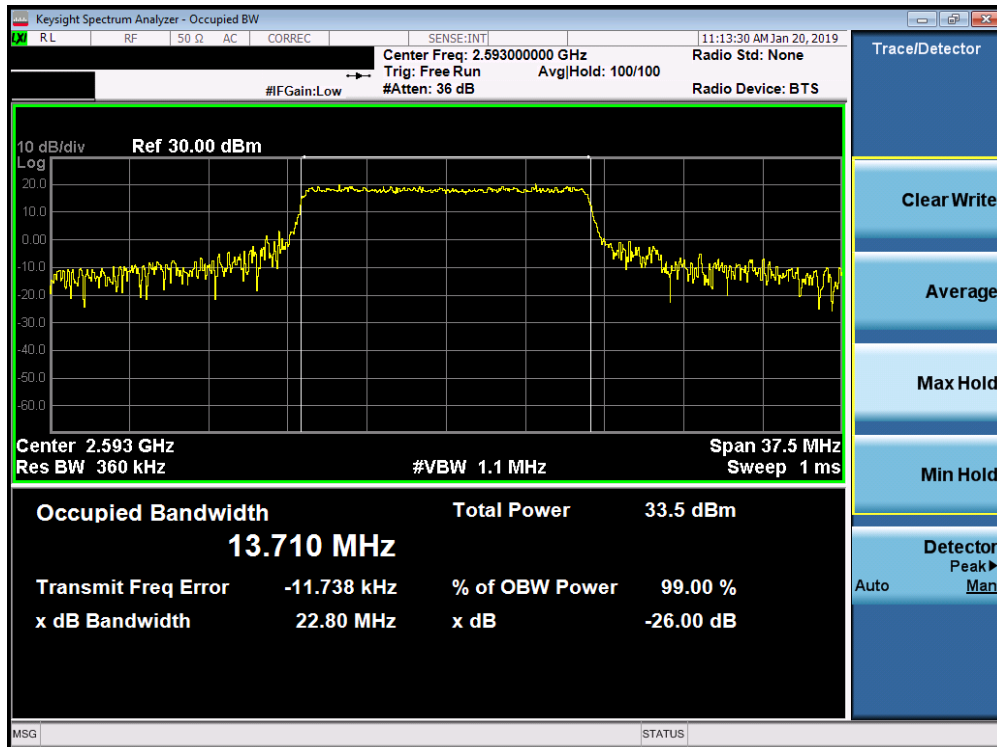 Keysight Spectrum Analyzer - Occupied BW
LXI RL RF 50 Ω AC CORREC SENSE:INT 11:13:30 AM Jan 20, 2019
Center Freq: 2.593000000 GHz Radio Std: None
Trig: Free Run Avg|Hold: 100/100
#IFGain:Low #Atten: 36 dB Radio Device: BTS
10 dB/div Ref 30.00 dBm
Log
20.0
10.0
0.00
-10.0
-20.0
-30.0
-40.0
-50.0
-60.0
Center 2.593 GHz Span 37.5 MHz
Res BW 360 kHz #VBW 1.1 MHz Sweep 1 ms
Occupied Bandwidth Total Power 33.5 dBm
13.710 MHz
Transmit Freq Error -11.738 kHz % of OBW Power 99.00 %
x dB Bandwidth 22.80 MHz x dB -26.00 dB
MSG STATUS
Trace/Detector
Clear Write
Average
Max Hold
Min Hold
Detector
Peak▶
Auto Man